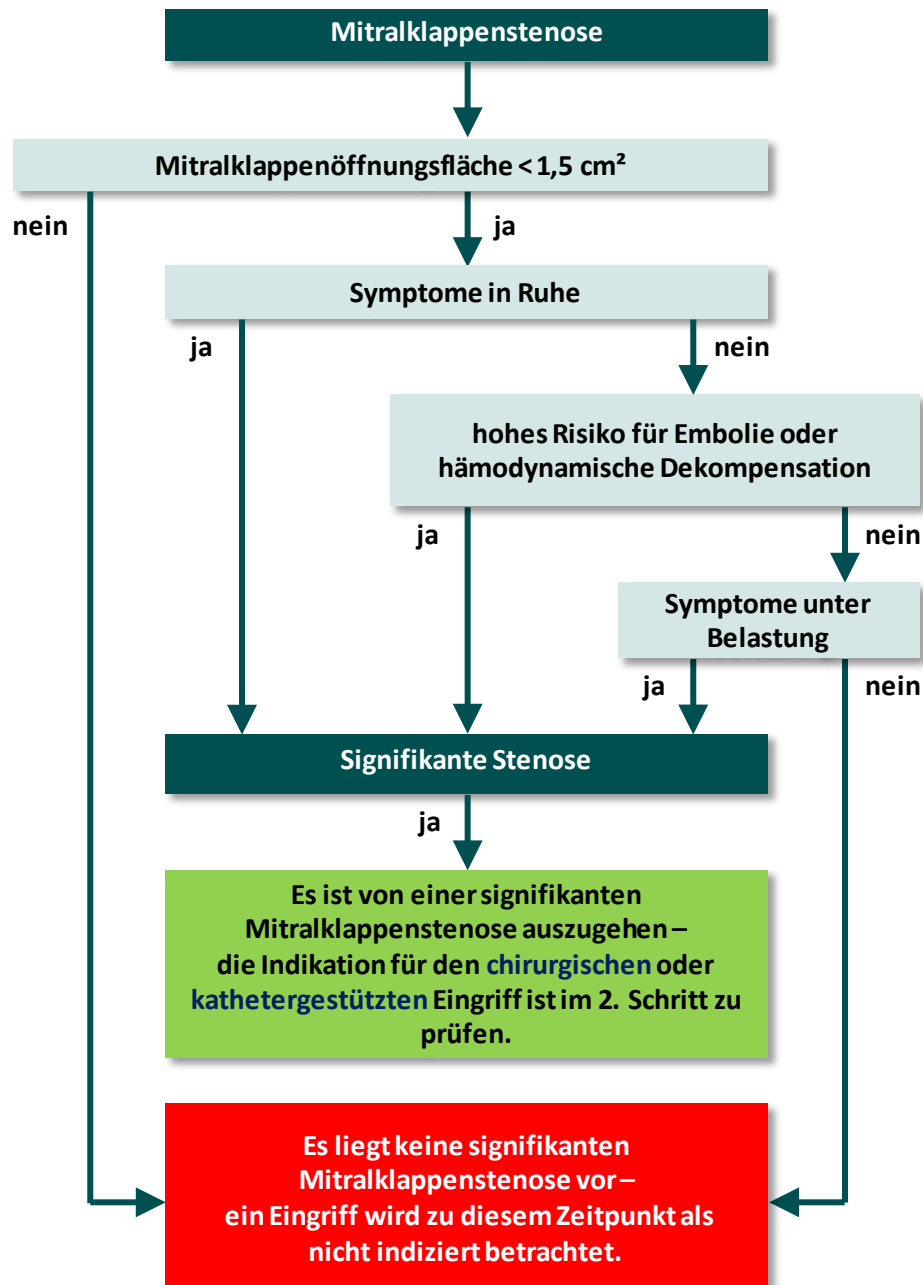 Mitralklappenstenose
Mitralklappenöffnungsfläche < 1,5 cm²
nein
ja
Symptome in Ruhe
ja
nein
hohes Risiko für Embolie oder
hämodynamische Dekompensation
ja
nein
Symptome unter
Belastung
ja
nein
Signifikante Stenose
ja
Es ist von einer signifikanten
Mitralklappenstenose auszugehen –
die Indikation für den chirurgischen oder
kathetergestützten Eingriff ist im 2. Schritt zu
prüfen.
Es liegt keine signifikanten
Mitralklappenstenose vor –
ein Eingriff wird zu diesem Zeitpunkt als
nicht indiziert betrachtet.